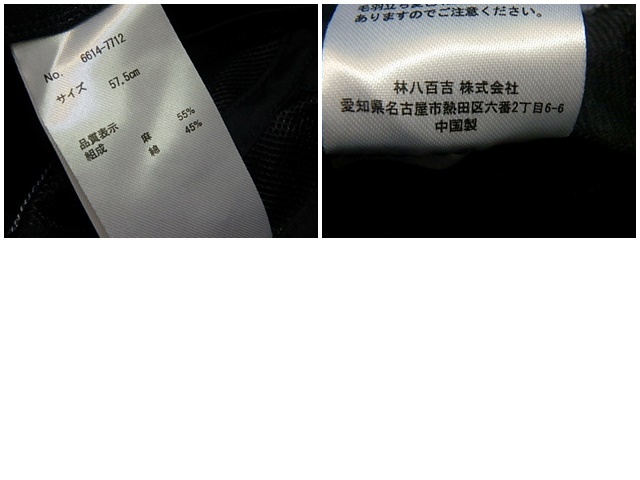 No. 6614-7712
サイズ 57.5cm
品質表示
組成 麻 55%
綿 45%
ありますのでご注意ください。
林八百吉 株式会社
愛知県名古屋市熱田区六番2丁目6-6
中国製